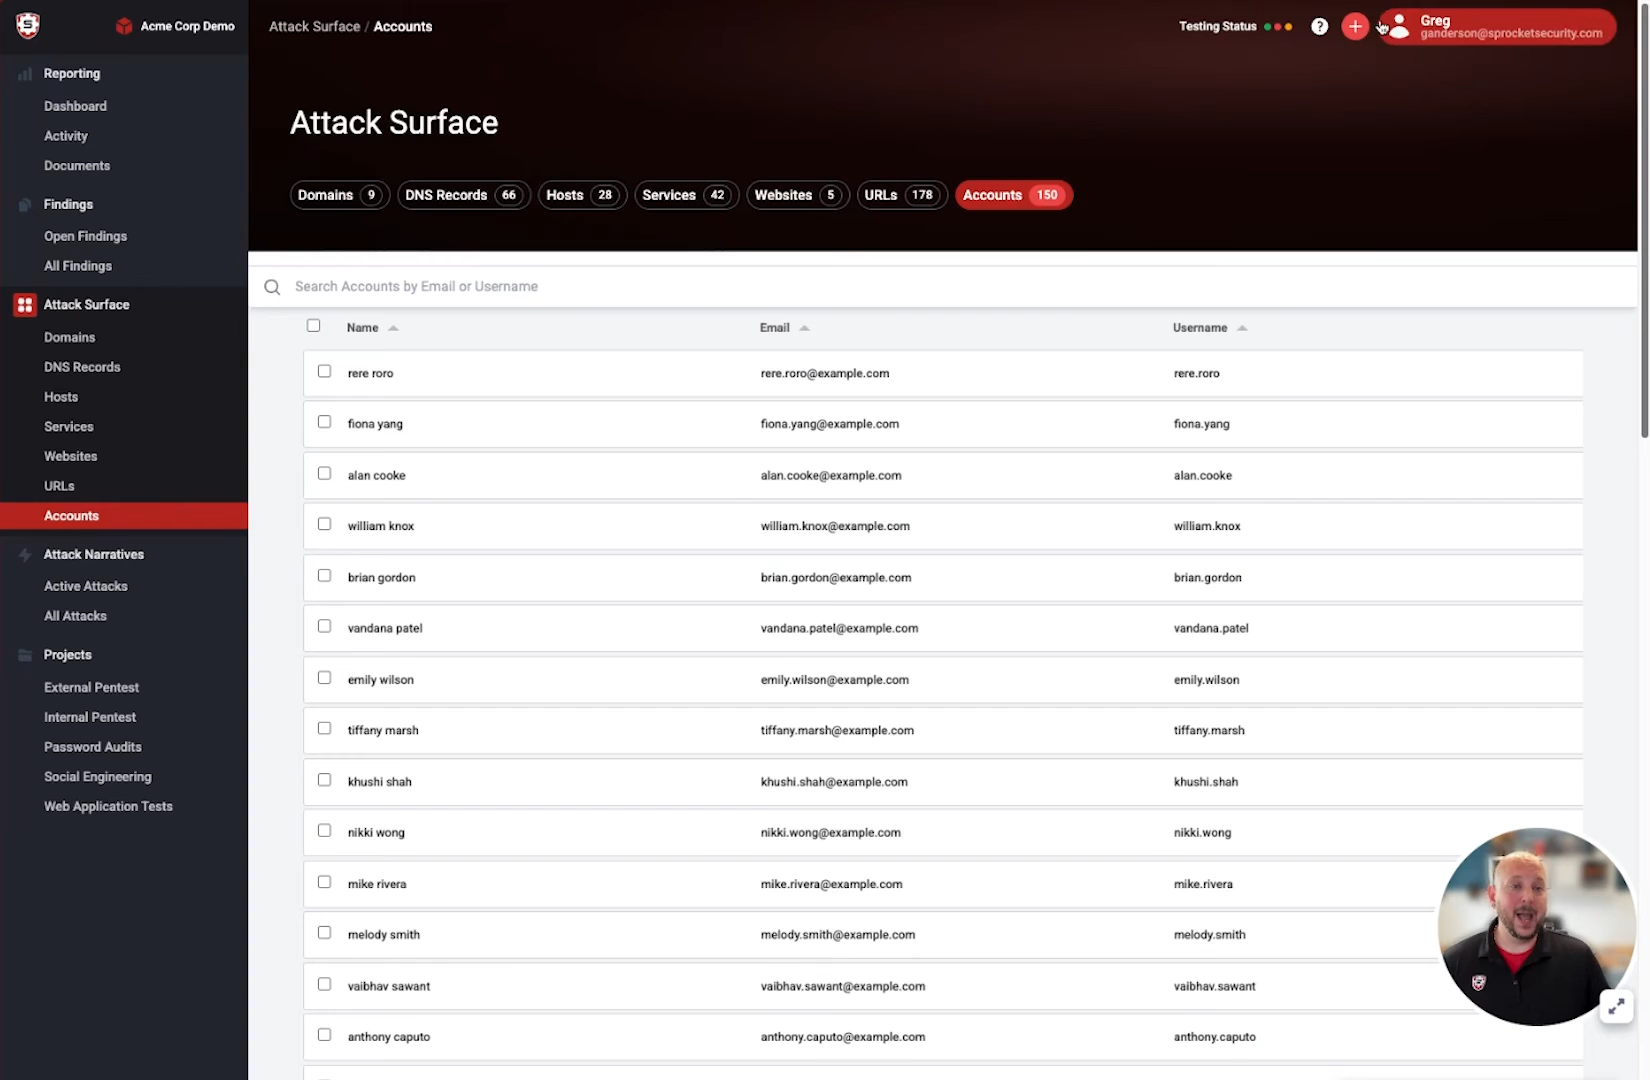 S
Acme Corp Demo
Attack Surface / Accounts
Testing Status
?
Greg
ganderson@sprocketsecurity.com
Reporting
Dashboard
Activity
Documents
Findings
Open Findings
All Findings
Attack Surface
Domains
DNS Records
Hosts
Services
Websites
URLs
Accounts
Attack Narratives
Active Attacks
All Attacks
Projects
External Pentest
Internal Pentest
Password Audits
Social Engineering
Web Application Tests
Attack Surface
Domains 9 DNS Records 66 Hosts 28 Services 42 Websites 5 URLs 178 Accounts 150
Search Accounts by Email or Username
Name Email Username
rere roro rere.roro@example.com rere.roro
fiona yang fiona.yang@example.com fiona.yang
alan cooke alan.cooke@example.com alan.cooke
william knox william.knox@example.com william.knox
brian gordon brian.gordon@example.com brian.gordon
vandana patel vandana.patel@example.com vandana.patel
emily wilson emily.wilson@example.com emily.wilson
tiffany marsh tiffany.marsh@example.com tiffany.marsh
khushi shah khushi.shah@example.com khushi.shah
nikki wong nikki.wong@example.com nikki.wong
mike rivera mike.rivera@example.com mike.rivera
melody smith melody.smith@example.com melody.smith
vaibhav sawant vaibhav.sawant@example.com vaibhav.sawant
anthony caputo anthony.caputo@example.com anthony.caputo